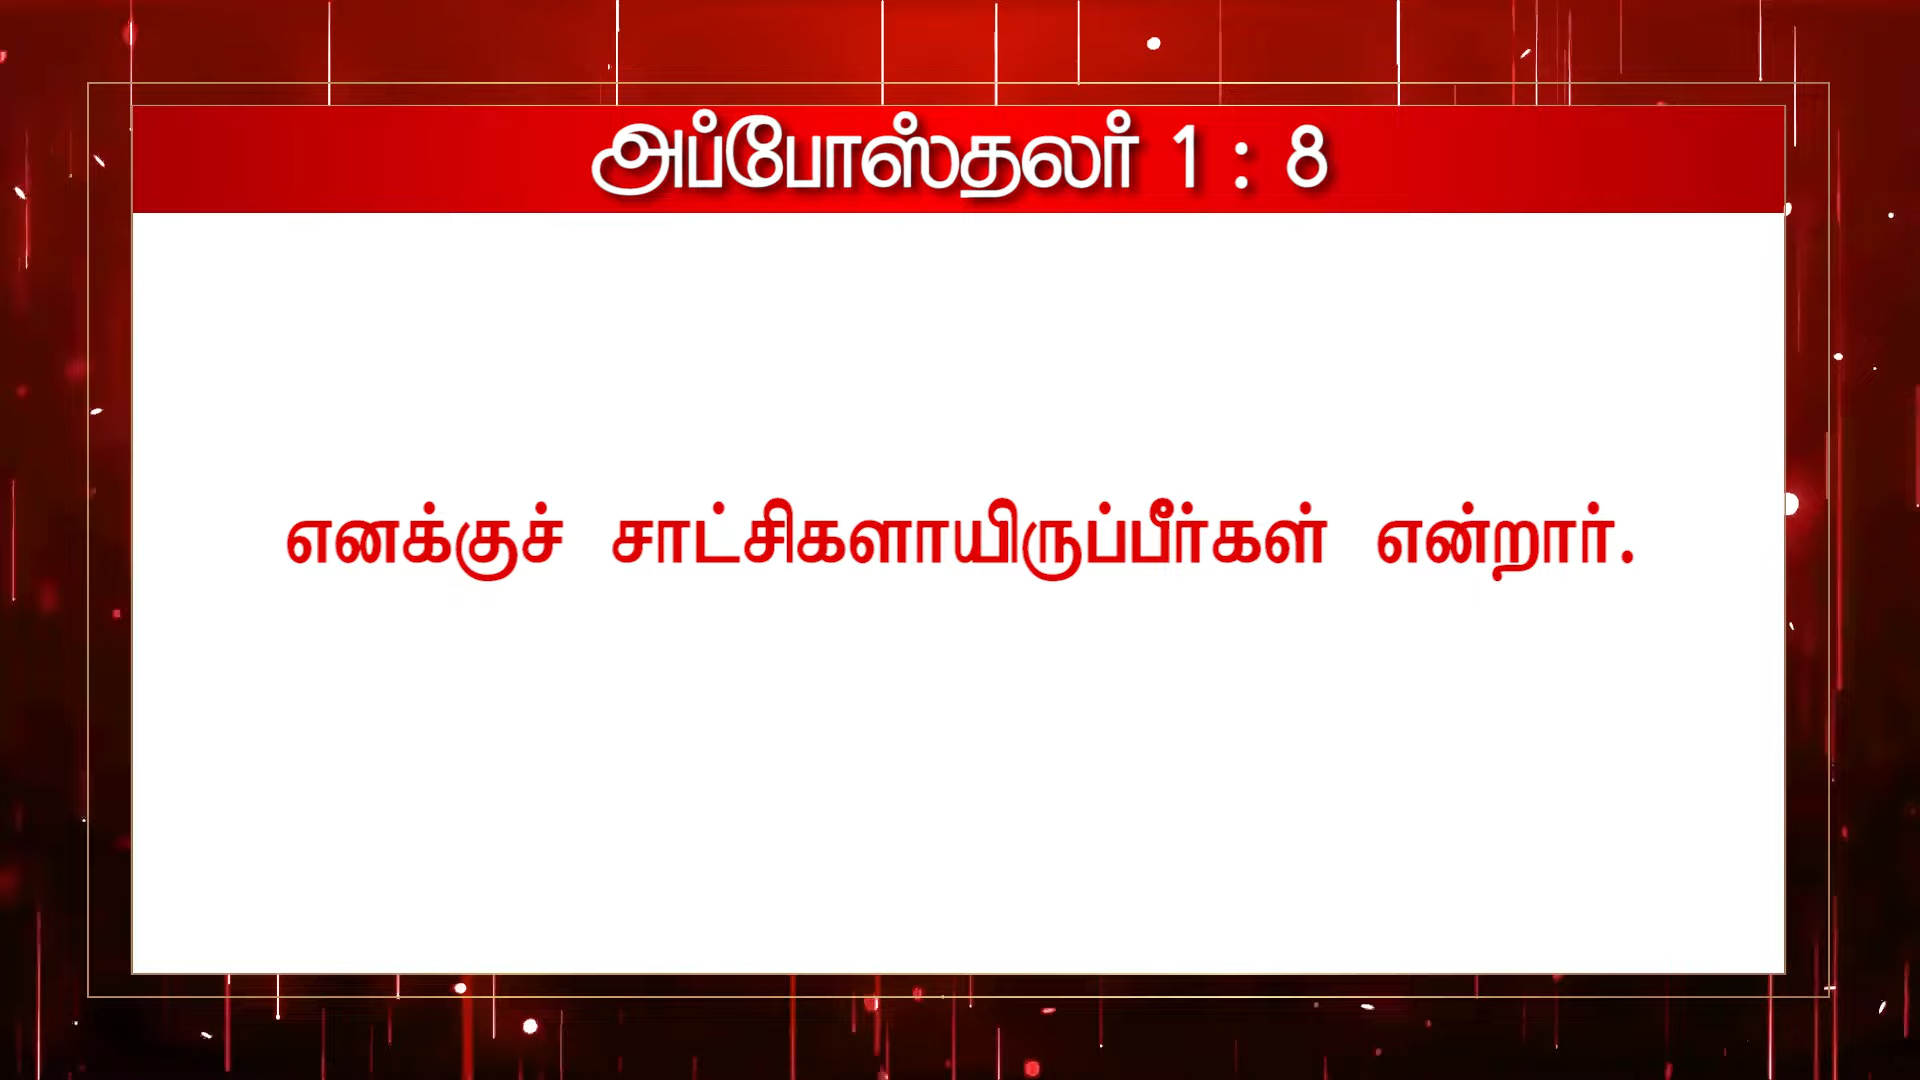 அப்போஸ்தலர் 1 : 8
எனக்குச் சாட்சிகளாயிருப்பீர்கள் என்றார்.